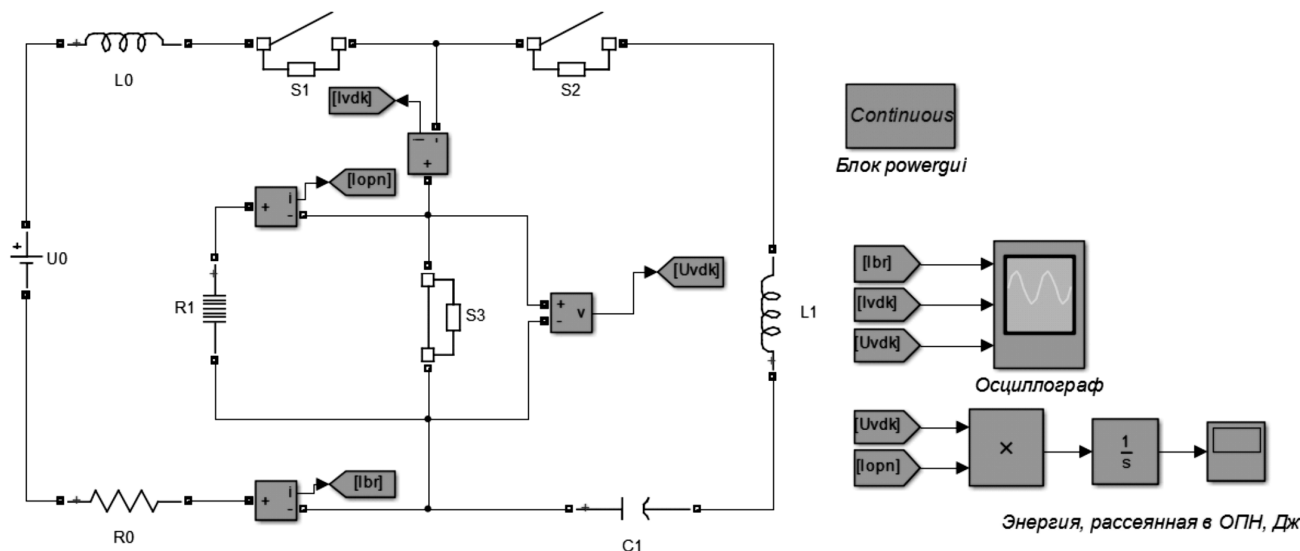 L0
S1
S2
[Ivdk]
Continuous
Блок powergui
[Iopn]
i
+
-
U0
R1
S3
[Uvdk]
v
L1
[Ibr]
[Ivdk]
[Uvdk]
Осциллограф
[Uvdk]
[Iopn]
×
1
s
[Ibr]
i
+
-
R0
C1
Энергия, рассеянная в ОПН, Дж